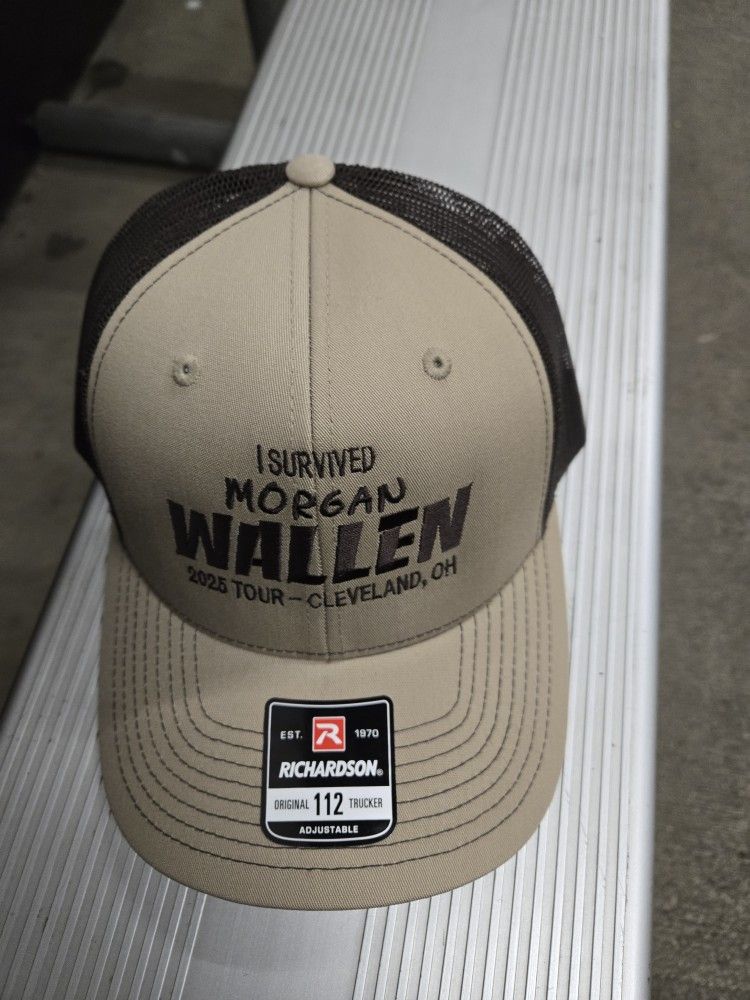 I SURVIVED
MORGAN
WALLEN
2025 TOUR – CLEVELAND, OH
EST. R 1970
RICHARDSON®
ORIGINAL 112 TRUCKER
ADJUSTABLE